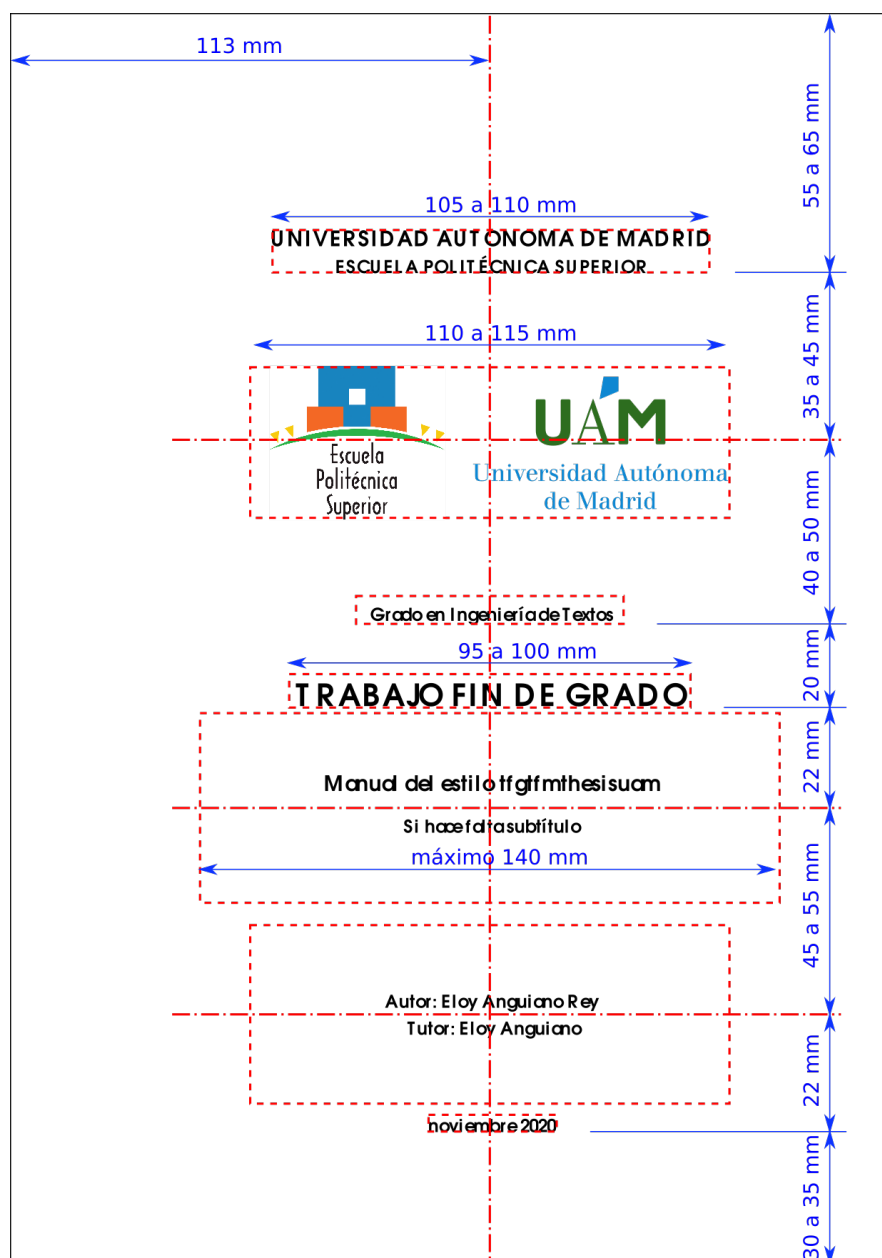 113 mm
55 a 65 mm
105 a 110 mm
UNIVERSIDAD AUTÓNOMA DE MADRID
ESCUELA POLITÉCNICA SUPERIOR
35 a 45 mm
110 a 115 mm
Escuela
Politécnica
Superior
UÁM
Universidad Autónoma
de Madrid
40 a 50 mm
Grado en Ingeniería de Textos
95 a 100 mm
20 mm
TRABAJO FIN DE GRADO
22 mm
Manual del estilo tfgtfmthesisuam
Si hace falta subtítulo
máximo 140 mm
45 a 55 mm
Autor: Eloy Anguiano Rey
Tutor: Eloy Anguiano
22 mm
noviembre 2020
30 a 35 mm